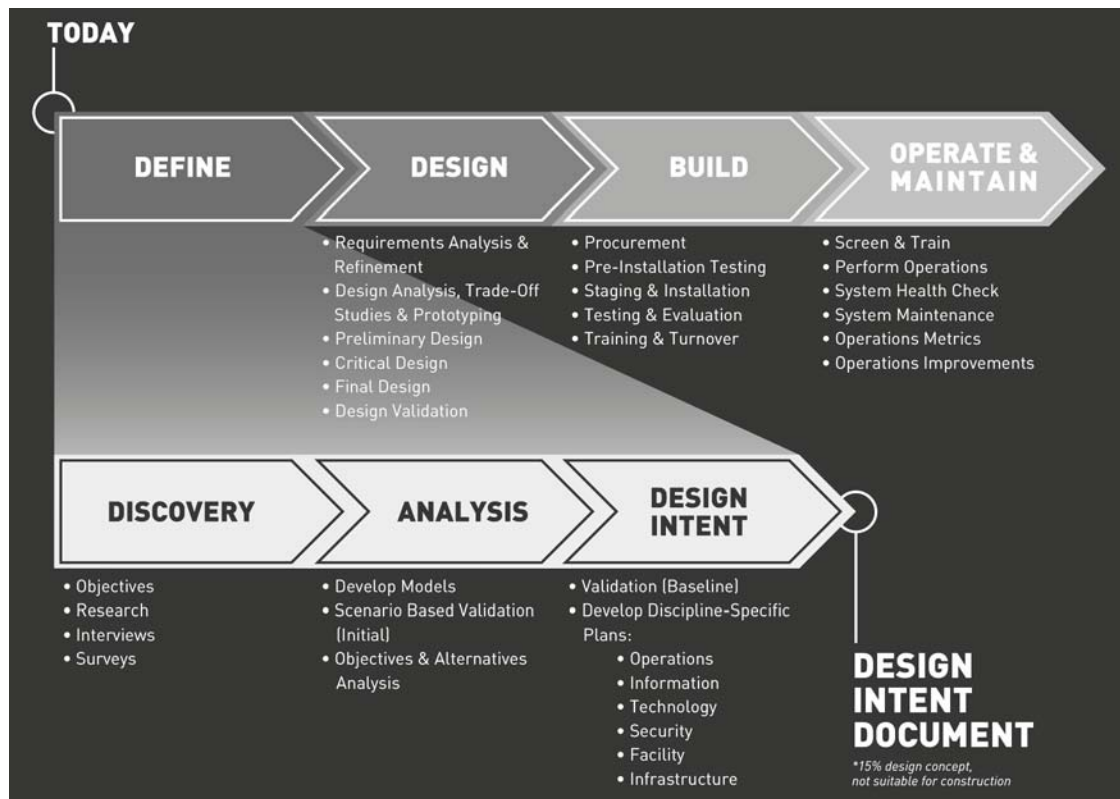 TODAY
DEFINE
DESIGN
BUILD
OPERATE &
MAINTAIN
• Requirements Analysis &
Refinement
• Design Analysis, Trade-Off
Studies & Prototyping
• Preliminary Design
• Critical Design
• Final Design
• Design Validation
• Procurement
• Pre-Installation Testing
• Staging & Installation
• Testing & Evaluation
• Training & Turnover
• Screen & Train
• Perform Operations
• System Health Check
• System Maintenance
• Operations Metrics
• Operations Improvements
DISCOVERY
ANALYSIS
DESIGN
INTENT
• Objectives
• Research
• Interviews
• Surveys
• Develop Models
• Scenario Based Validation
(Initial)
• Objectives & Alternatives
Analysis
• Validation (Baseline)
• Develop Discipline-Specific
Plans:
• Operations
• Information
• Technology
• Security
• Facility
• Infrastructure
DESIGN
INTENT
DOCUMENT
*15% design concept,
not suitable for construction